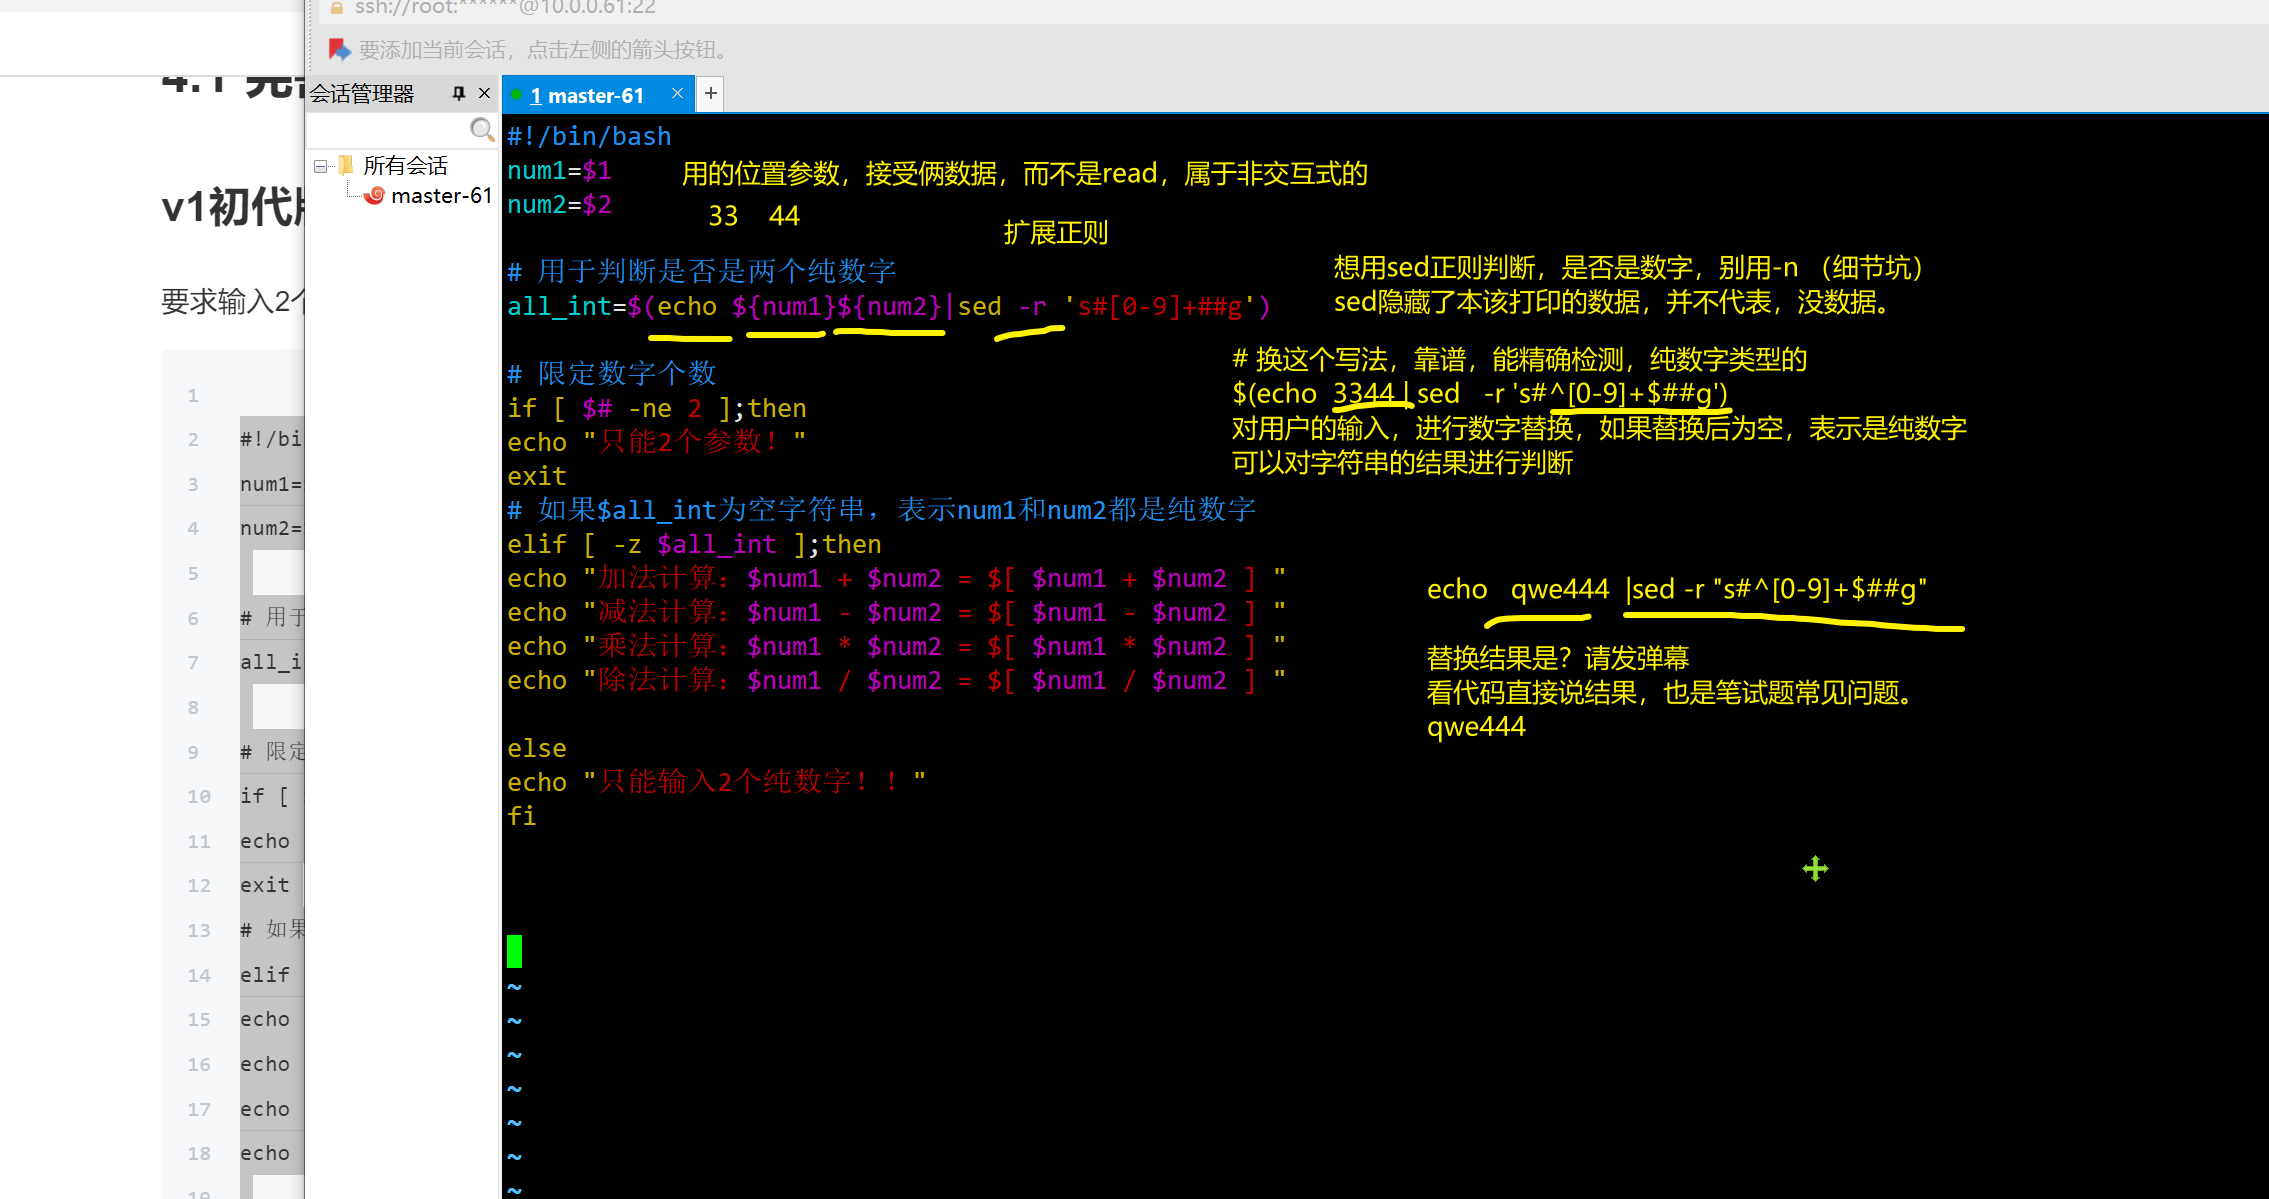 ssh://root:******@10.0.0.61:22
要添加当前会话，点击左侧的箭头按钮。
会话管理器
1 master-61
+
所有会话
master-61
4.1
v1初代
要求输入2个
1
2 #!/bi
3 num1=
4 num2=
5
6 # 用于
7 all_i
8
9 # 限定
10 if [
11 echo
12 exit
13 # 如果
14 elif
15 echo
16 echo
17 echo
18 echo
19
#!/bin/bash
num1=$1
num2=$2
用的位置参数，接受俩数据，而不是read，属于非交互式的
33 44
扩展正则
# 用于判断是否是两个纯数字
all_int=$(echo ${num1}${num2}|sed -r 's#[0-9]+##g')
想用sed正则判断，是否是数字，别用-n （细节坑）
sed隐藏了本该打印的数据，并不代表，没数据。
# 换这个写法，靠谱，能精确检测，纯数字类型的
$(echo 3344 | sed -r 's#^[0-9]+$##g')
对用户的输入，进行数字替换，如果替换后为空，表示是纯数字
可以对字符串的结果进行判断
# 限定数字个数
if [ $# -ne 2 ];then
echo "只能2个参数！"
exit
# 如果$all_int为空字符串，表示num1和num2都是纯数字
elif [ -z $all_int ];then
echo "加法计算：$num1 + $num2 = $[ $num1 + $num2 ] "
echo "减法计算：$num1 - $num2 = $[ $num1 - $num2 ] "
echo "乘法计算：$num1 * $num2 = $[ $num1 * $num2 ] "
echo "除法计算：$num1 / $num2 = $[ $num1 / $num2 ] "
else
echo "只能输入2个纯数字！！"
fi
echo qwe444 |sed -r "s#^[0-9]+$##g"
替换结果是？请发弹幕
看代码直接说结果，也是笔试题常见问题。
qwe444
~
~
~
~
~
~
~